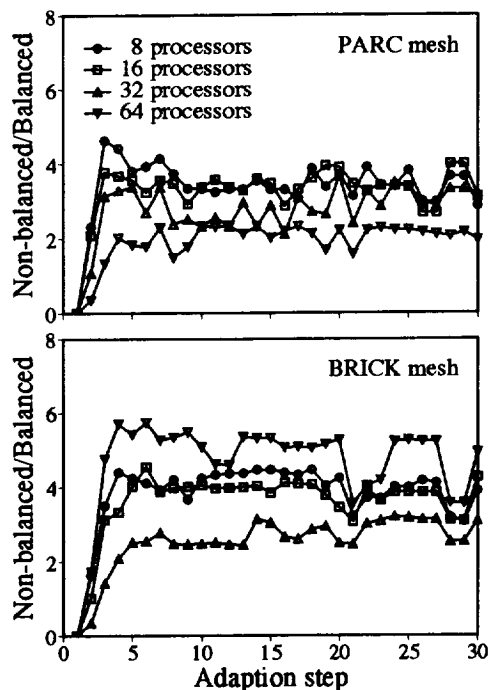 8
PARC mesh
8 processors
16 processors
32 processors
64 processors
6
4
2
0
Non-balanced/Balanced
8
BRICK mesh
6
4
2
0
Non-balanced/Balanced
0 5 10 15 20 25 30
Adaption step